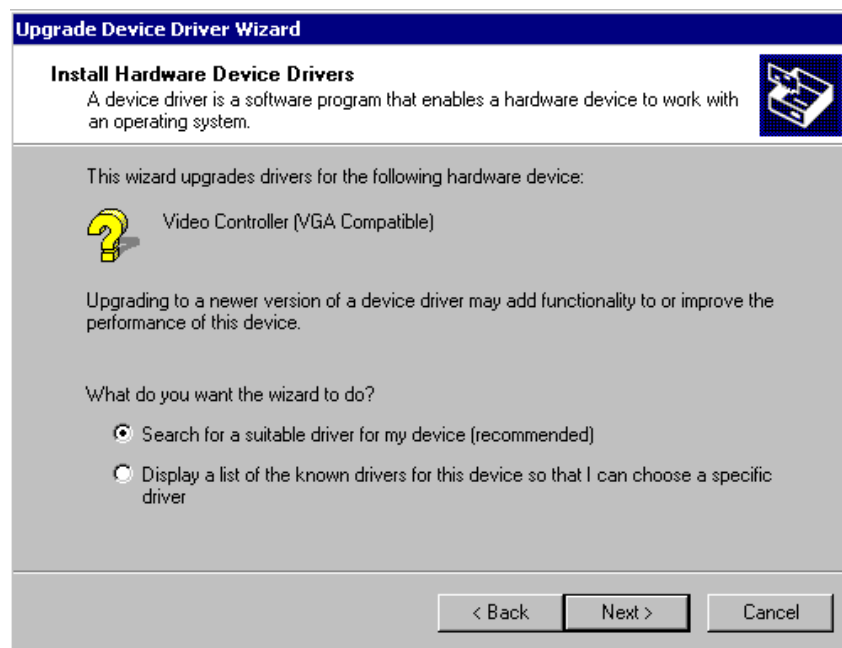 Upgrade Device Driver Wizard
Install Hardware Device Drivers
A device driver is a software program that enables a hardware device to work with
an operating system.
This wizard upgrades drivers for the following hardware device:
Video Controller (VGA Compatible)
Upgrading to a newer version of a device driver may add functionality to or improve the
performance of this device.
What do you want the wizard to do?
Search for a suitable driver for my device (recommended)
Display a list of the known drivers for this device so that I can choose a specific
driver
< Back
Next >
Cancel